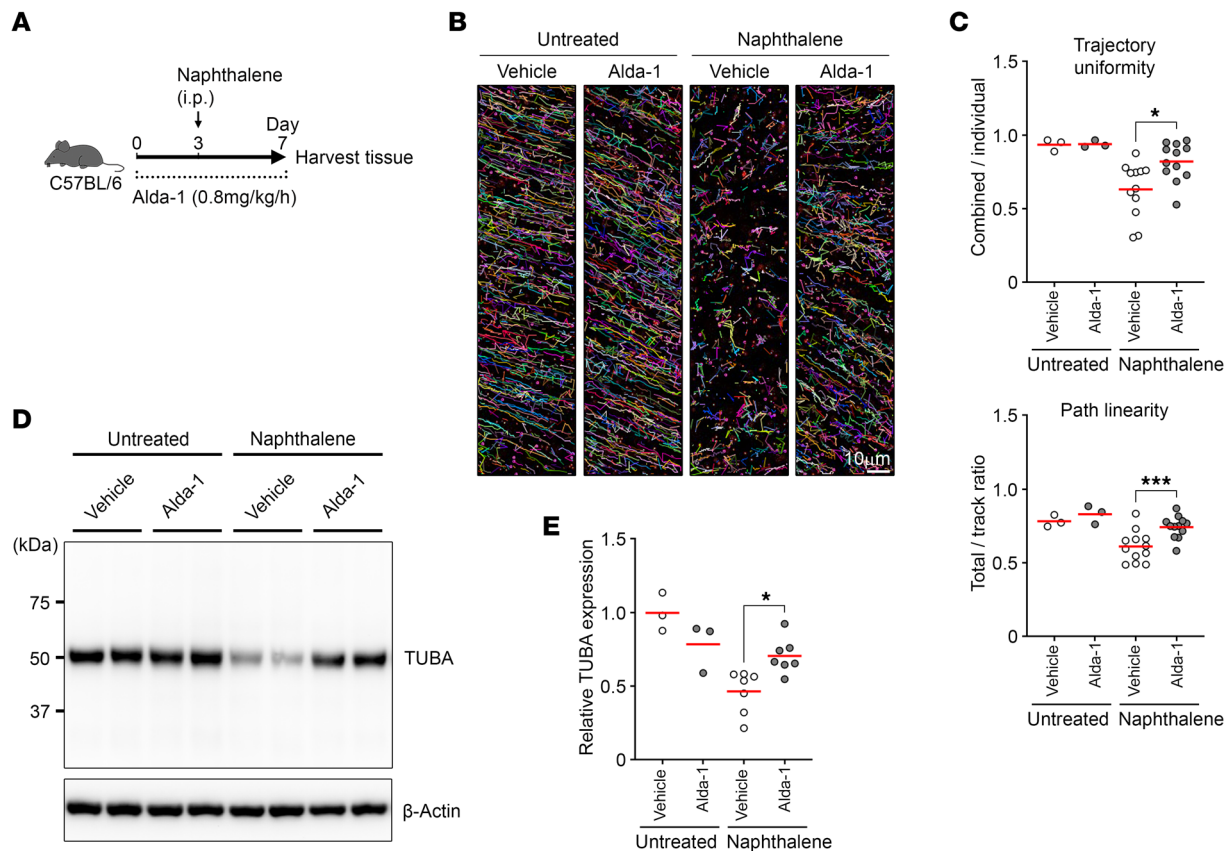 A
Naphthalene
(i.p.)
Day
0 3 7
Harvest tissue
C57BL/6
Alda-1 (0.8mg/kg/h)
B
Untreated Naphthalene
Vehicle Alda-1 Vehicle Alda-1
10μm
C
Trajectory
uniformity
Combined / individual
1.5
1.0
0.5
0
*
Vehicle Alda-1 Vehicle Alda-1
Untreated Naphthalene
Path linearity
Total / track ratio
1.5
1.0
0.5
0
***
Vehicle Alda-1 Vehicle Alda-1
Untreated Naphthalene
D
Untreated Naphthalene
Vehicle Alda-1 Vehicle Alda-1
(kDa)
75
50
37
TUBA
β-Actin
E
Relative TUBA expression
1.5
1.0
0.5
0
*
Vehicle Alda-1 Vehicle Alda-1
Untreated Naphthalene